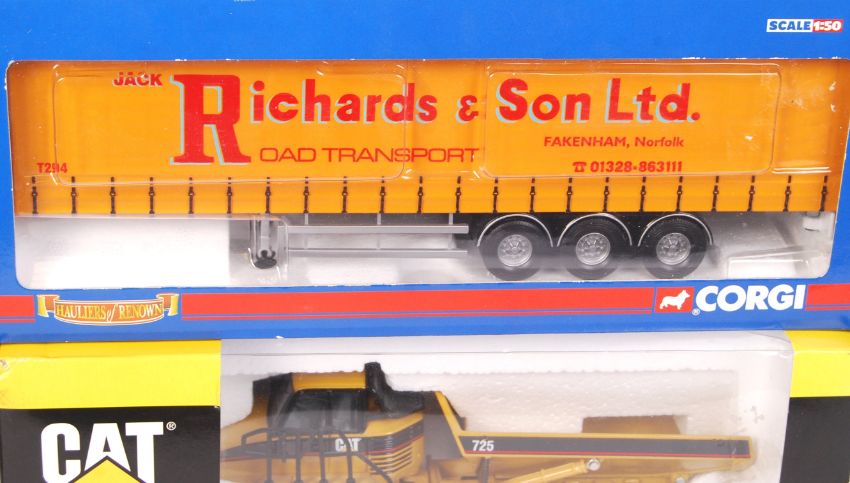 SCALE 1:50
JACK
Richards & Son Ltd.
ROAD TRANSPORT
FAKENHAM, Norfolk
T294
☎ 01328-863111
HAULIERS of RENOWN
CORGI
CAT
CAT
725